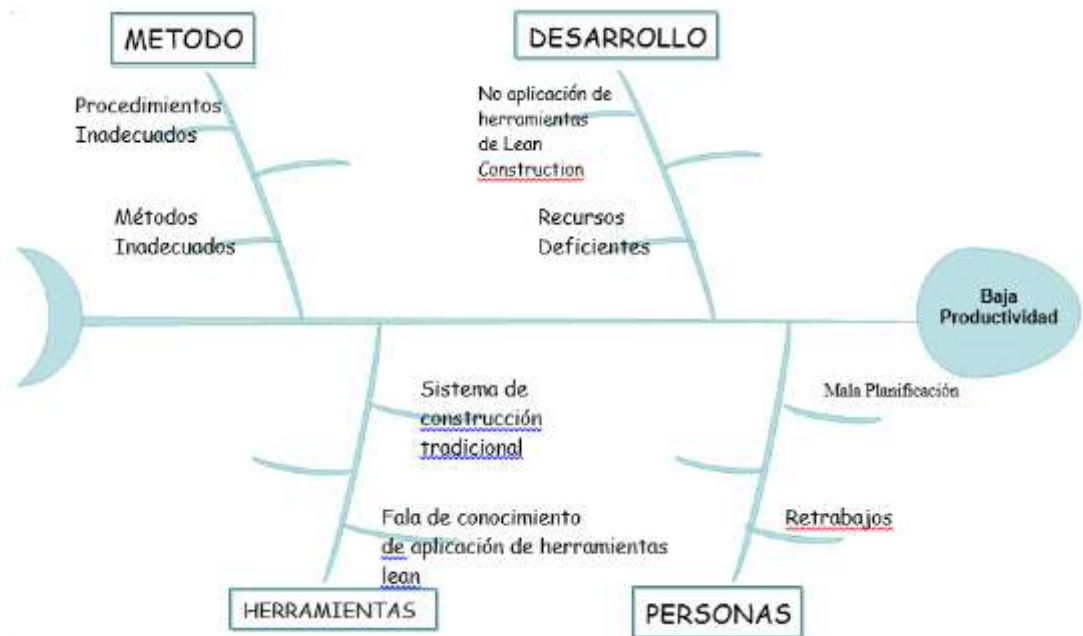 METODO
DESARROLLO
Procedimientos
Inadecuados
No aplicación de
herramientas
de Lean
Construction
Métodos
Inadecuados
Recursos
Deficientes
Baja
Productividad
Sistema de
construcción
tradicional
Mala Planificación
Fala de conocimiento
de aplicación de herramientas
lean
Retrabajos
HERRAMIENTAS
PERSONAS